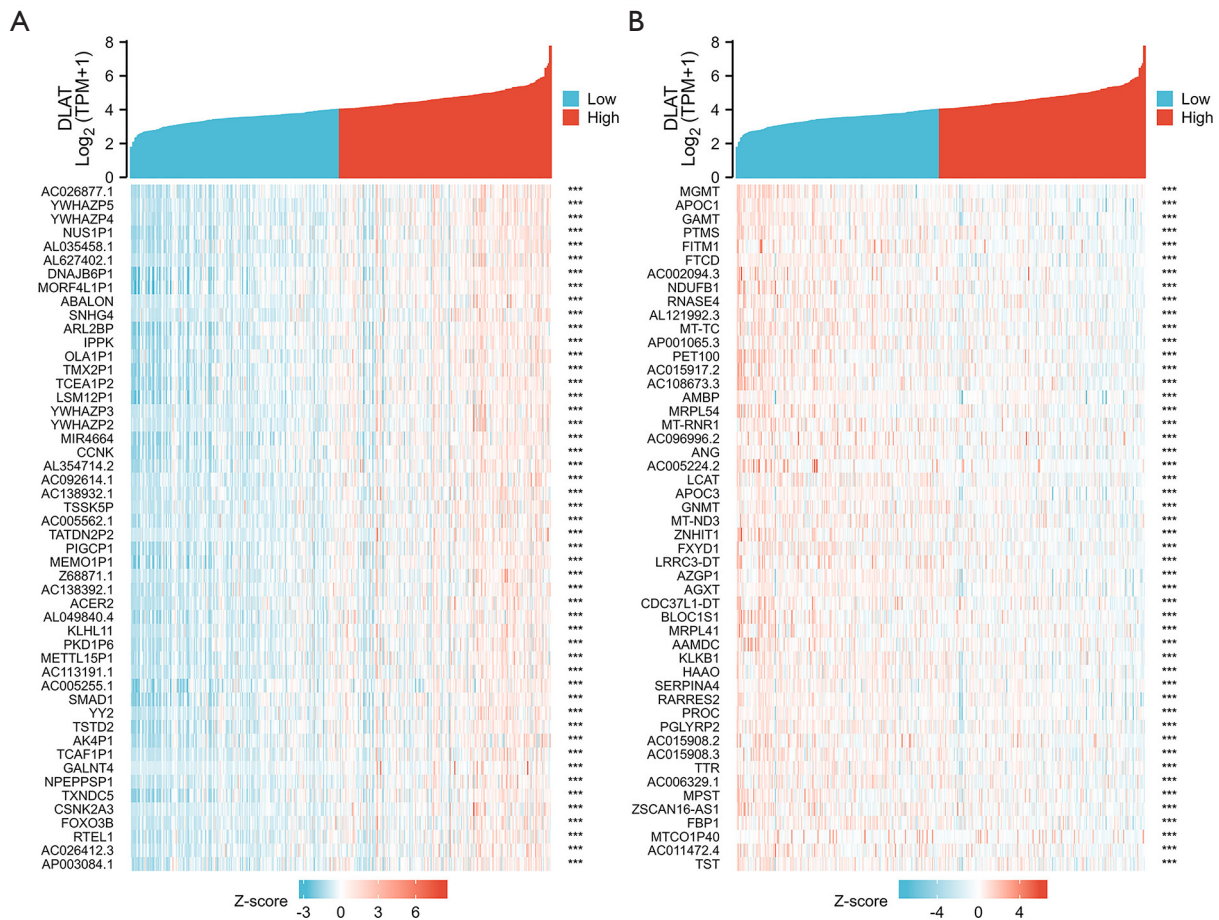 A
DLAT
Log2 (TPM+1)
8
6
4
2
0
Low
High
AC026877.1 ***
YWHAZP5 ***
YWHAZP4 ***
NUS1P1 ***
AL035458.1 ***
AL627402.1 ***
DNAJB6P1 ***
MORF4L1P1 ***
ABALON ***
SNHG4 ***
ARL2BP ***
IPPK ***
OLA1P1 ***
TMX2P1 ***
TCEA1P2 ***
LSM12P1 ***
YWHAZP3 ***
YWHAZP2 ***
MIR4664 ***
CCNK ***
AL354714.2 ***
AC092614.1 ***
AC138932.1 ***
TSSK5P ***
AC005562.1 ***
TATDN2P2 ***
PIGCP1 ***
MEMO1P1 ***
Z68871.1 ***
AC138392.1 ***
ACER2 ***
AL049840.4 ***
KLHL11 ***
PKD1P6 ***
METTL15P1 ***
AC113191.1 ***
AC005255.1 ***
SMAD1 ***
YY2 ***
TSTD2 ***
AK4P1 ***
TCAF1P1 ***
GALNT4 ***
NPEPPSP1 ***
TXNDC5 ***
CSNK2A3 ***
FOXO3B ***
RTEL1 ***
AC026412.3 ***
AP003084.1 ***
Z-score
-3 0 3 6
B
DLAT
Log2 (TPM+1)
8
6
4
2
0
Low
High
MGMT ***
APOC1 ***
GAMT ***
PTMS ***
FITM1 ***
FTCD ***
AC002094.3 ***
NDUFB1 ***
RNASE4 ***
AL121992.3 ***
MT-TC ***
AP001065.3 ***
PET100 ***
AC015917.2 ***
AC108673.3 ***
AMBP ***
MRPL54 ***
MT-RNR1 ***
AC096996.2 ***
ANG ***
AC005224.2 ***
LCAT ***
APOC3 ***
GNMT ***
MT-ND3 ***
ZNHIT1 ***
FXYD1 ***
LRRC3-DT ***
AZGP1 ***
AGXT ***
CDC37L1-DT ***
BLOC1S1 ***
MRPL41 ***
AAMDC ***
KLKB1 ***
HAAO ***
SERPINA4 ***
RARRES2 ***
PROC ***
PGLYRP2 ***
AC015908.2 ***
AC015908.3 ***
TTR ***
AC006329.1 ***
MPST ***
ZSCAN16-AS1 ***
FBP1 ***
MTCO1P40 ***
AC011472.4 ***
TST ***
Z-score
-4 0 4